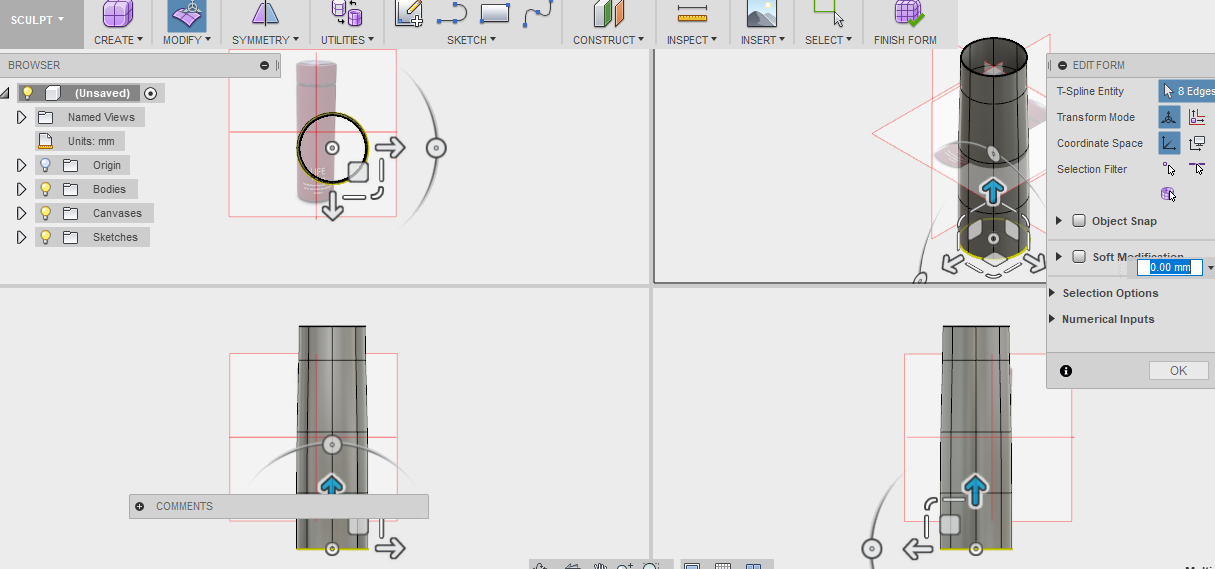 SCULPT
CREATE
MODIFY
SYMMETRY
UTILITIES
SKETCH
CONSTRUCT
INSPECT
INSERT
SELECT
FINISH FORM
BROWSER
(Unsaved)
Named Views
Units: mm
Origin
Bodies
Canvases
Sketches
EDIT FORM
T-Spline Entity
8 Edges
Transform Mode
Coordinate Space
Selection Filter
Object Snap
Soft Modification
0.00 mm
Selection Options
Numerical Inputs
OK
COMMENTS